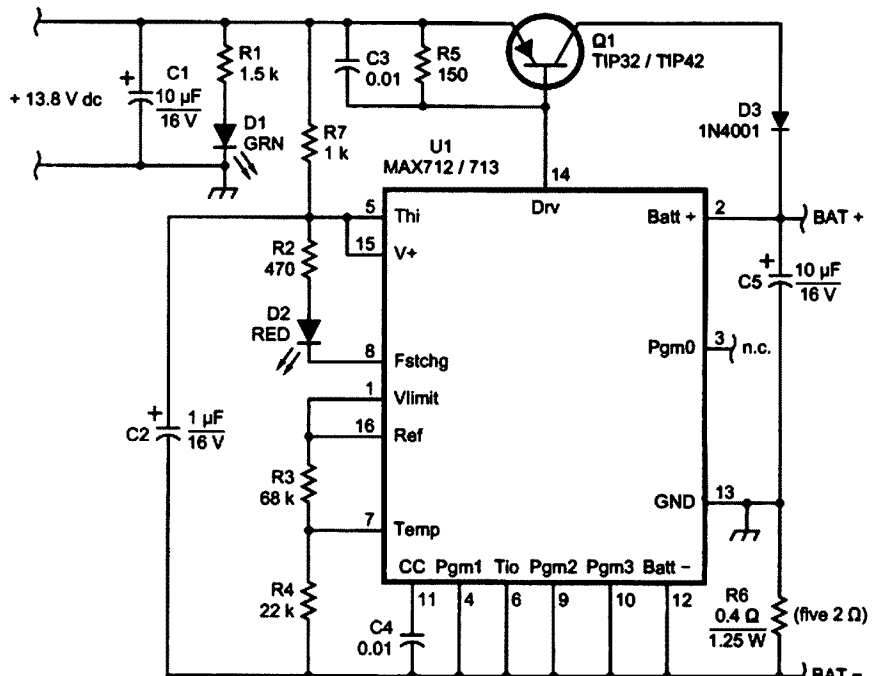 + 13.8 V dc
C1
10 µF
16 V
+
R1
1.5 k
D1
GRN
R7
1 k
C3
0.01
R5
150
Q1
TIP32 / TIP42
D3
1N4001
U1
MAX712 / 713
14
Drv
5
Thi
15
V+
R2
470
D2
RED
8
Fstchg
1
Vlimit
16
Ref
R3
68 k
7
Temp
R4
22 k
+
C2
1 µF
16 V
Batt +
2
BAT +
+
C5
10 µF
16 V
Pgm0
3
n.c.
GND
13
CC
Pgm1
Tio
Pgm2
Pgm3
Batt –
11
4
6
9
10
12
C4
0.01
R6
0.4 Ω
1.25 W
(five 2 Ω)
BAT –